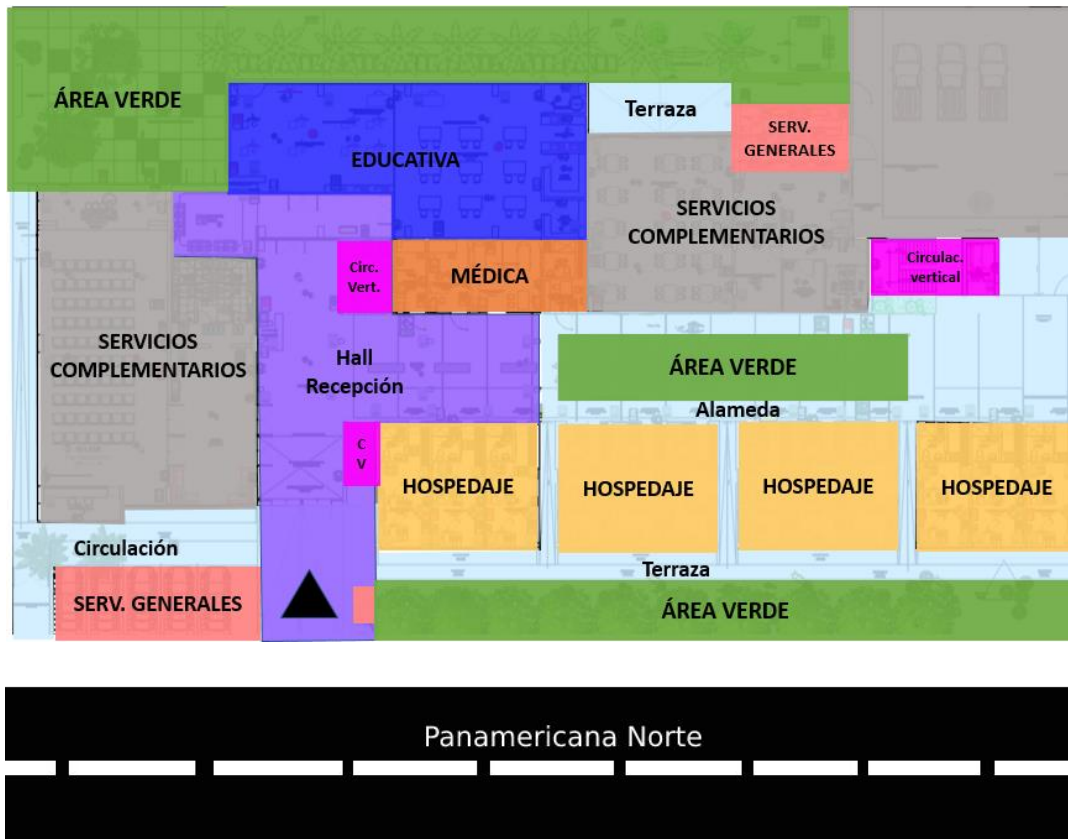 ÁREA VERDE
EDUCATIVA
Terraza
SERV.
GENERALES
SERVICIOS
COMPLEMENTARIOS
Circ.
Vert.
MÉDICA
Circulac.
vertical
SERVICIOS
COMPLEMENTARIOS
Hall
Recepción
ÁREA VERDE
Alameda
C
V
HOSPEDAJE
HOSPEDAJE
HOSPEDAJE
HOSPEDAJE
Circulación
Terraza
SERV. GENERALES
ÁREA VERDE
Panamericana Norte